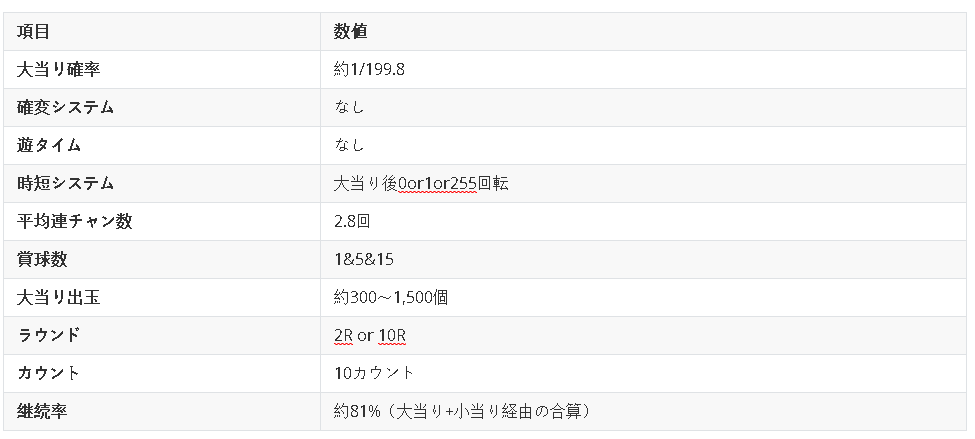 項目 数値
大当り確率 約1/199.8
確変システム なし
遊タイム なし
時短システム 大当り後0or1or255回転
平均連チャン数 2.8回
賞球数 1&5&15
大当り出玉 約300〜1,500個
ラウンド 2R or 10R
カウント 10カウント
継続率 約81%（大当り+小当り経由の合算）